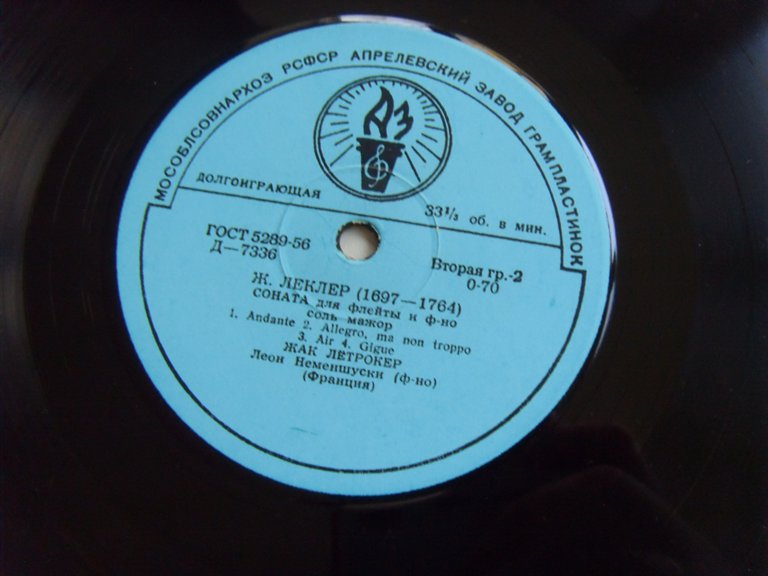 МОСОБЛСОВНАРХОЗ РСФСР АПРЕЛЕВСКИЙ ЗАВОД ГРАМПЛАСТИНОК
АЗ
ДОЛГОИГРАЮЩАЯ
33⅓ об. в мин.
ГОСТ 5289-56
Д—7336
Вторая гр.-2
0-70
Ж. ЛЕКЛЕР (1697—1764)
СОНАТА для флейты и ф-но
соль мажор
1. Andante 2. Allegro, ma non troppo
3. Air 4. Gigue
ЖАК ЛЕТРОКЕР
Леон Неменшуски (ф-но)
(Франция)